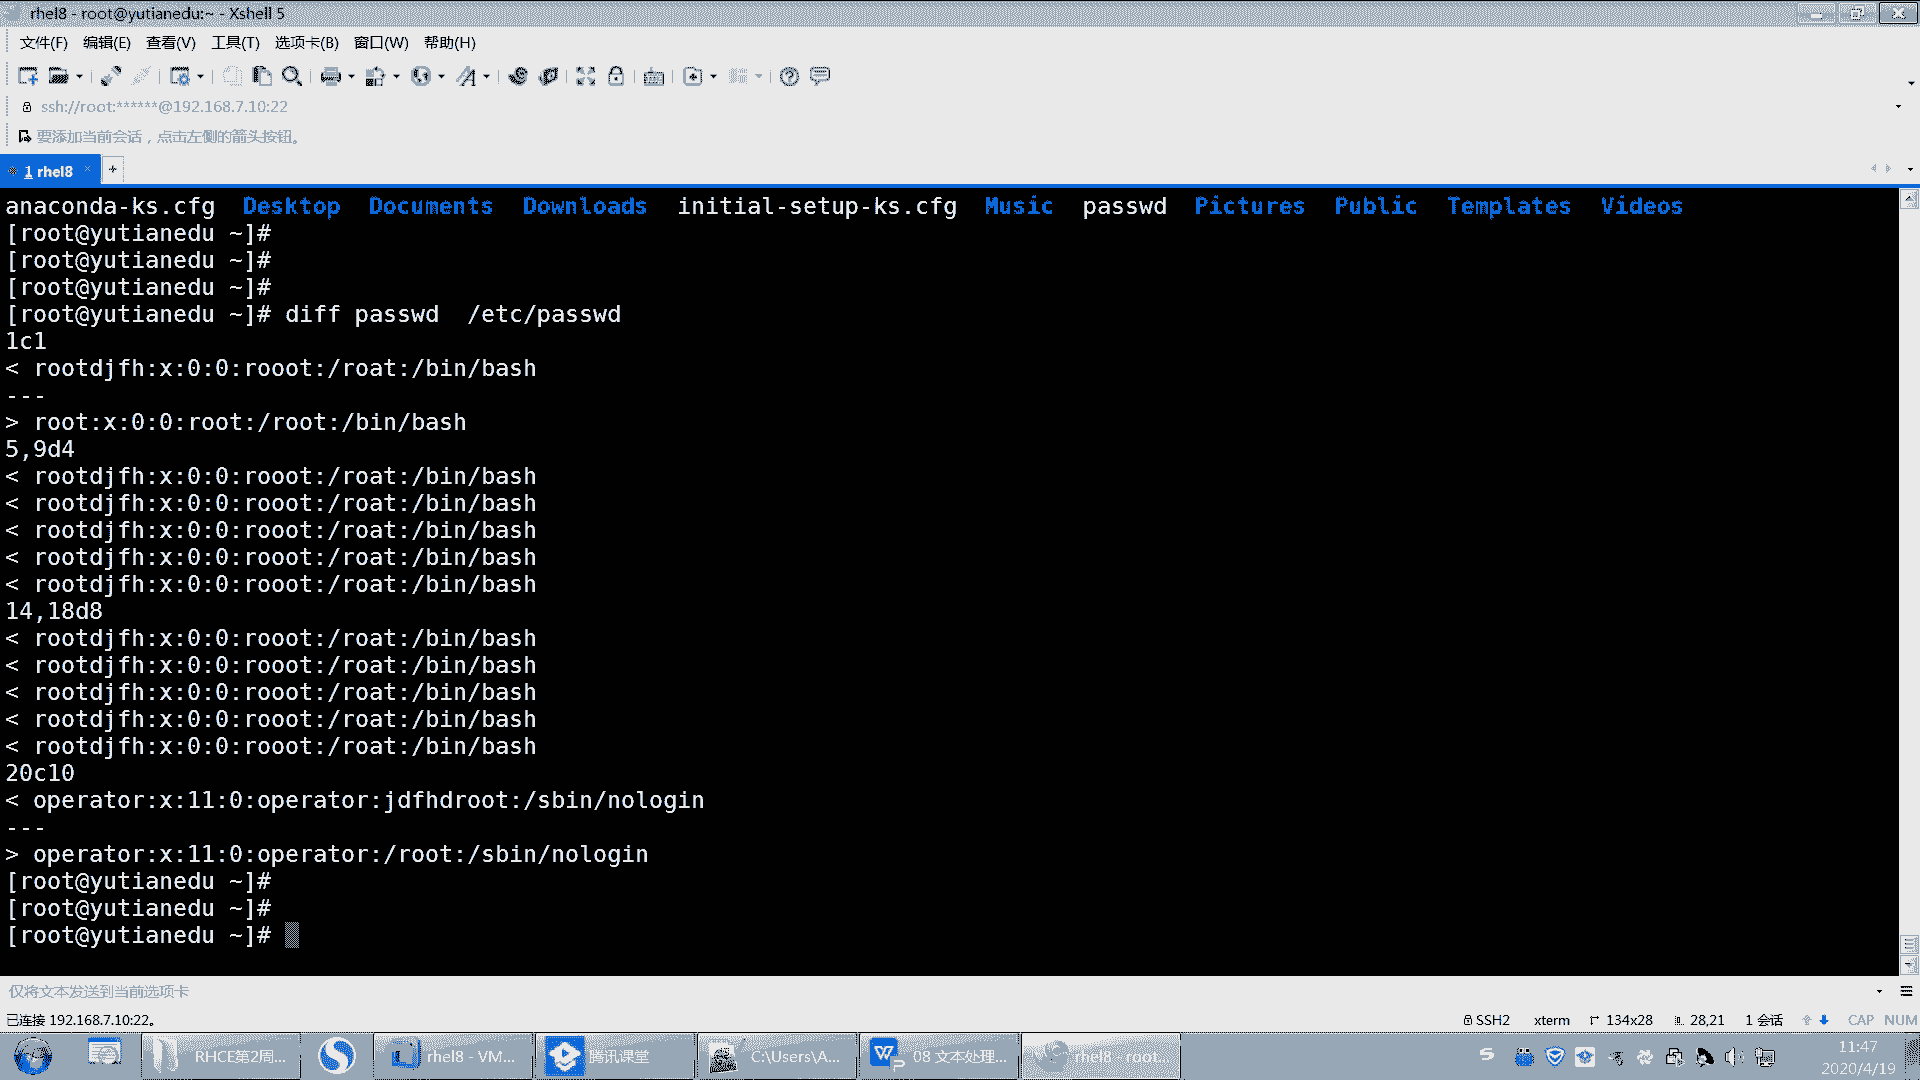 rhel8 - root@yutianedu:~ - Xshell 5
文件(F) 编辑(E) 查看(V) 工具(T) 选项卡(B) 窗口(W) 帮助(H)
ssh://root:******@192.168.7.10:22
要添加当前会话，点击左侧的箭头按钮。
1 rhel8
anaconda-ks.cfg  Desktop  Documents  Downloads  initial-setup-ks.cfg  Music  passwd  Pictures  Public  Templates  Videos
[root@yutianedu ~]#
[root@yutianedu ~]#
[root@yutianedu ~]#
[root@yutianedu ~]# diff passwd  /etc/passwd
1c1
< rootdjfh:x:0:0:rooot:/roat:/bin/bash
---
> root:x:0:0:root:/root:/bin/bash
5,9d4
< rootdjfh:x:0:0:rooot:/roat:/bin/bash
< rootdjfh:x:0:0:rooot:/roat:/bin/bash
< rootdjfh:x:0:0:rooot:/roat:/bin/bash
< rootdjfh:x:0:0:rooot:/roat:/bin/bash
< rootdjfh:x:0:0:rooot:/roat:/bin/bash
14,18d8
< rootdjfh:x:0:0:rooot:/roat:/bin/bash
< rootdjfh:x:0:0:rooot:/roat:/bin/bash
< rootdjfh:x:0:0:rooot:/roat:/bin/bash
< rootdjfh:x:0:0:rooot:/roat:/bin/bash
< rootdjfh:x:0:0:rooot:/roat:/bin/bash
20c10
< operator:x:11:0:operator:jdfhdroot:/sbin/nologin
---
> operator:x:11:0:operator:/root:/sbin/nologin
[root@yutianedu ~]#
[root@yutianedu ~]#
[root@yutianedu ~]#
仅将文本发送到当前选项卡
已连接 192.168.7.10:22。 SSH2 xterm 134x28 28,21 1 会话 CAP NUM
RHCE第2周... rhel8 - VM... 腾讯课堂 C:\Users\A... 08 文本处理... rhel8 - root... 11:47
2020/4/19